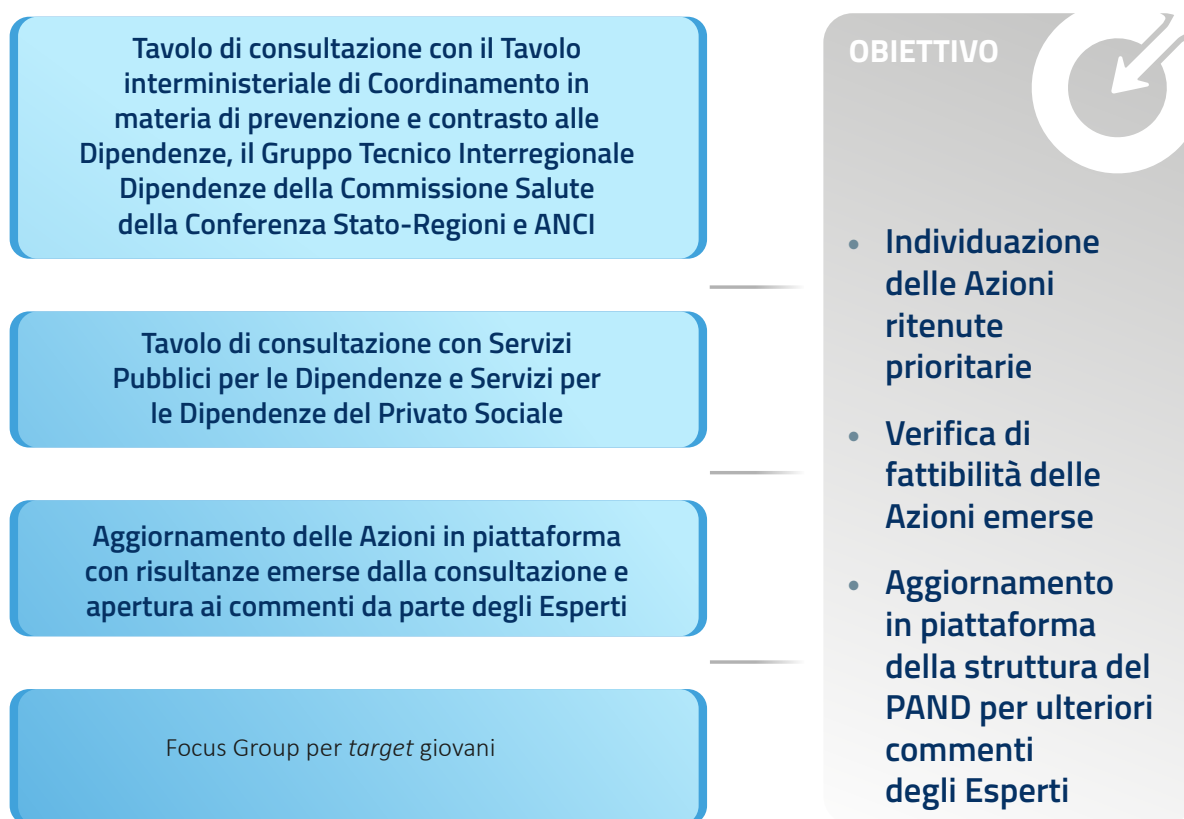 Tavolo di consultazione con il Tavolo
interministeriale di Coordinamento in
materia di prevenzione e contrasto alle
Dipendenze, il Gruppo Tecnico Interregionale
Dipendenze della Commissione Salute
della Conferenza Stato-Regioni e ANCI
Tavolo di consultazione con Servizi
Pubblici per le Dipendenze e Servizi per
le Dipendenze del Privato Sociale
Aggiornamento delle Azioni in piattaforma
con risultanze emerse dalla consultazione e
apertura ai commenti da parte degli Esperti
Focus Group per target giovani
OBIETTIVO
• Individuazione
delle Azioni
ritenute
prioritarie
• Verifica di
fattibilità delle
Azioni emerse
• Aggiornamento
in piattaforma
della struttura del
PAND per ulteriori
commenti
degli Esperti